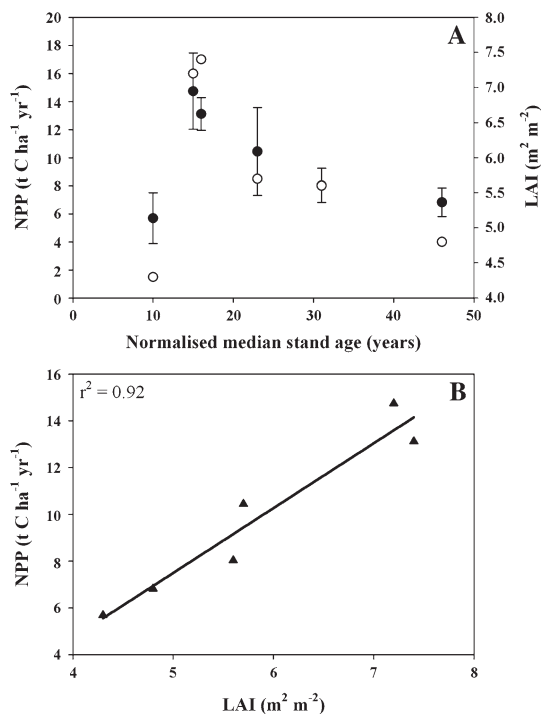 A
20
18
16
14
12
10
8
6
4
2
0
NPP (t C ha⁻¹ yr⁻¹)
8.0
7.5
7.0
6.5
6.0
5.5
5.0
4.5
4.0
LAI (m² m⁻²)
0 10 20 30 40 50
Normalised median stand age (years)
r² = 0.92
B
16
14
12
10
8
6
4
NPP (t C ha⁻¹ yr⁻¹)
4 5 6 7 8
LAI (m² m⁻²)